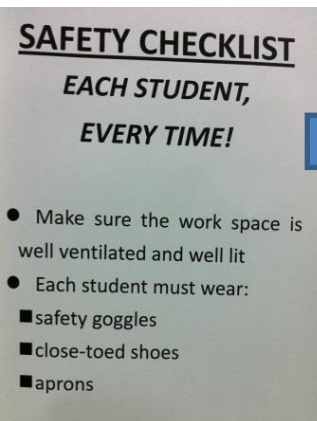 SAFETY CHECKLIST
EACH STUDENT,
EVERY TIME!
● Make sure the work space is
well ventilated and well lit
● Each student must wear:
■ safety goggles
■ close-toed shoes
■ aprons